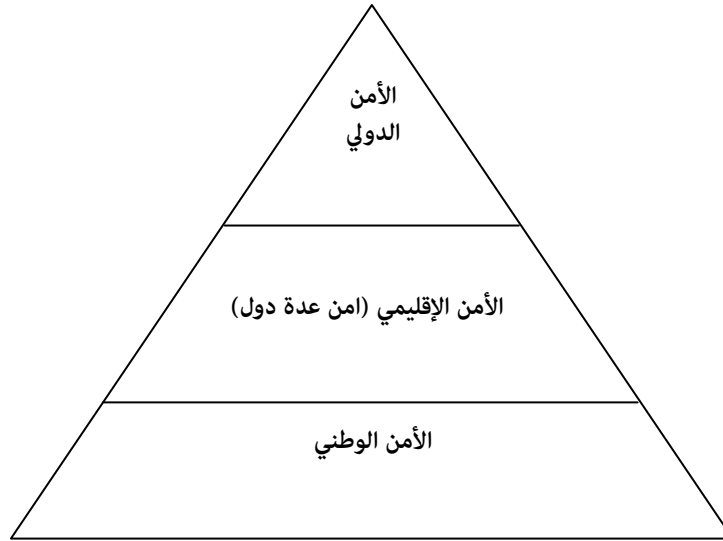 الأمن
الدولي
الأمن الإقليمي (امن عدة دول)
الأمن الوطني